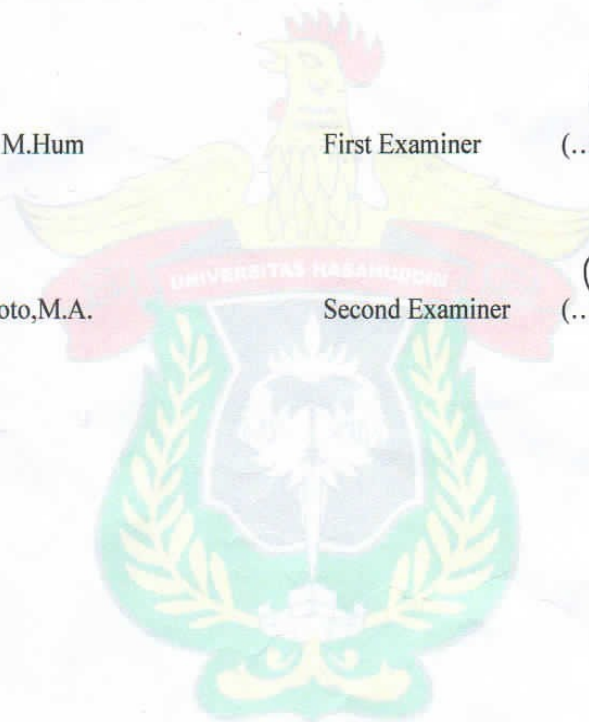 M.Hum First Examiner (..
UNIVERSITAS HASANUDDIN
oto,M.A. Second Examiner (..